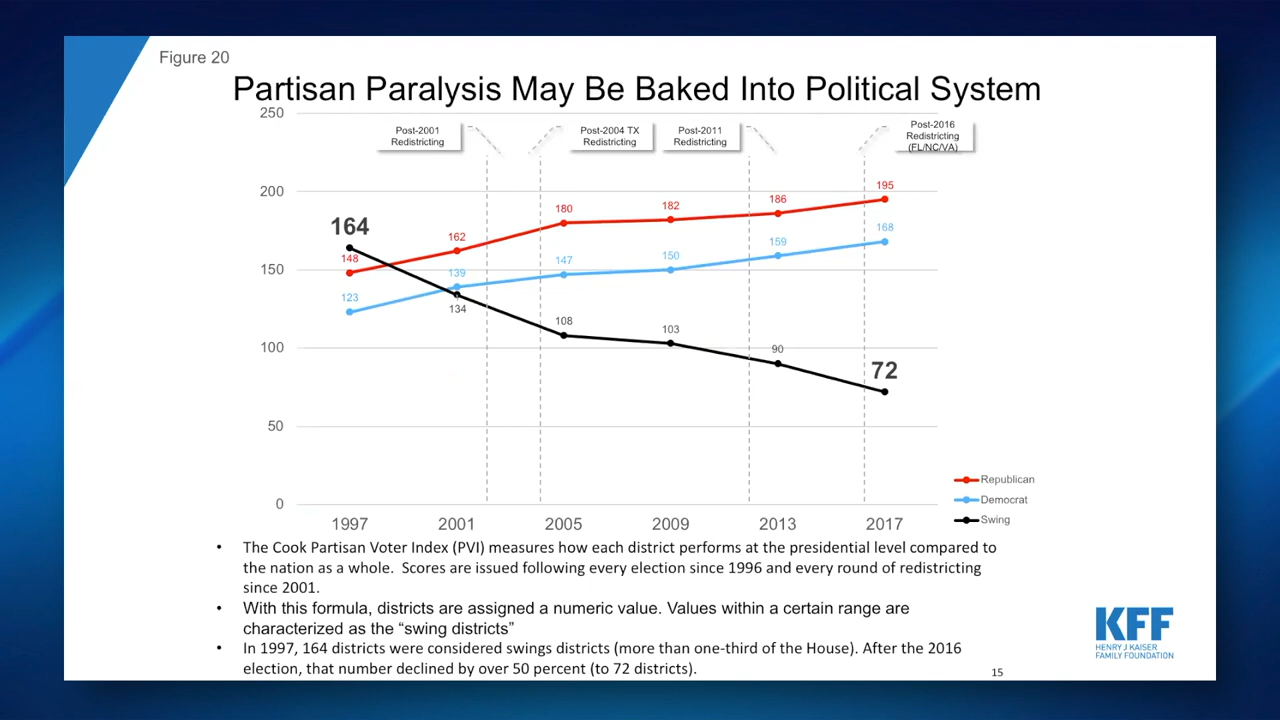 Figure 20
Partisan Paralysis May Be Baked Into Political System
250
200
150
100
50
0
Post-2001
Redistricting
Post-2004 TX
Redistricting
Post-2011
Redistricting
Post-2016
Redistricting
(FL/NC/VA)
164
148
123
162
139
134
180
147
108
182
150
103
186
159
90
195
168
72
1997 2001 2005 2009 2013 2017
Republican
Democrat
Swing
• The Cook Partisan Voter Index (PVI) measures how each district performs at the presidential level compared to
the nation as a whole. Scores are issued following every election since 1996 and every round of redistricting
since 2001.
• With this formula, districts are assigned a numeric value. Values within a certain range are
characterized as the “swing districts”
• In 1997, 164 districts were considered swings districts (more than one-third of the House). After the 2016
election, that number declined by over 50 percent (to 72 districts).
KFF
HENRY J KAISER
FAMILY FOUNDATION
15